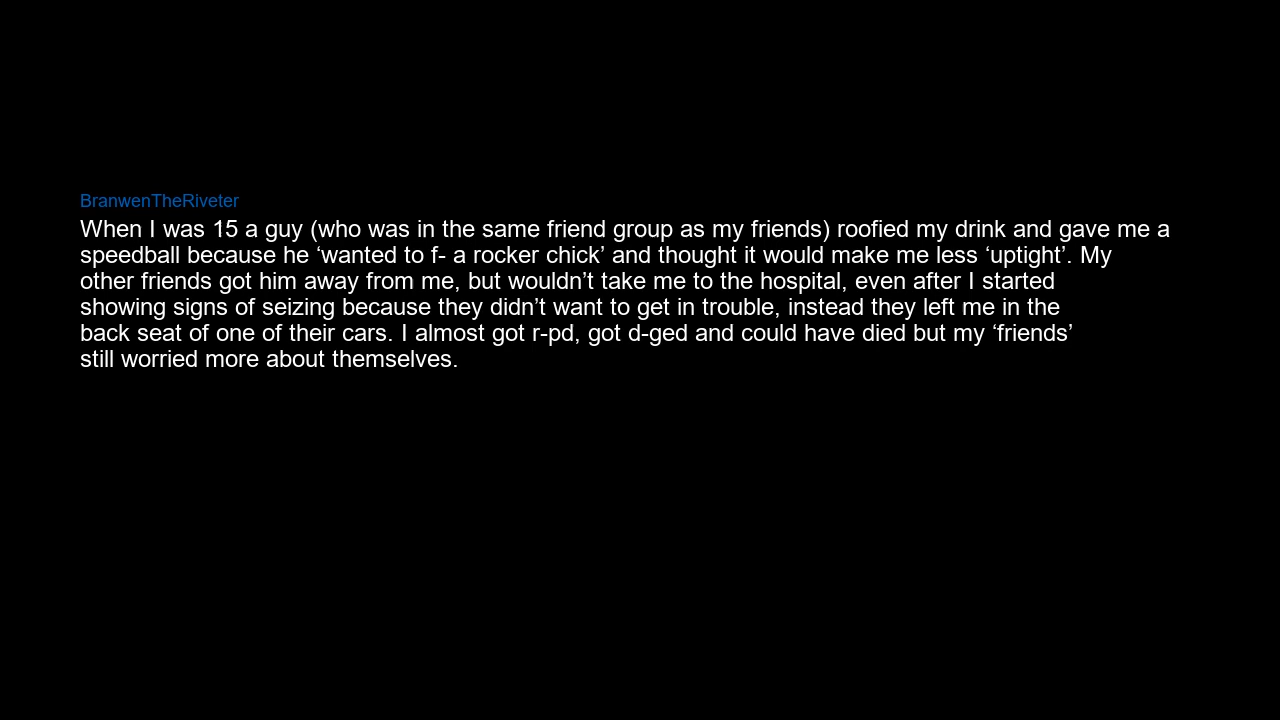 BranwenTheRiveter
When I was 15 a guy (who was in the same friend group as my friends) roofied my drink and gave me a
speedball because he ‘wanted to f- a rocker chick’ and thought it would make me less ‘uptight’. My
other friends got him away from me, but wouldn’t take me to the hospital, even after I started
showing signs of seizing because they didn’t want to get in trouble, instead they left me in the
back seat of one of their cars. I almost got r-pd, got d-ged and could have died but my ‘friends’
still worried more about themselves.